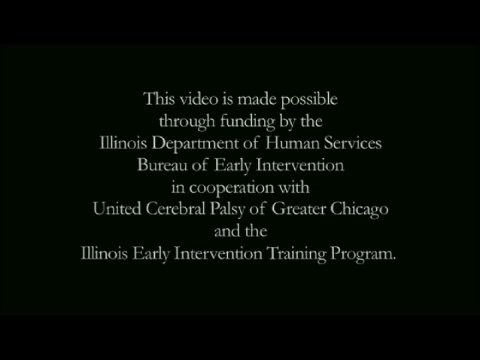 This video is made possible
through funding by the
Illinois Department of Human Services
Bureau of Early Intervention
in cooperation with
United Cerebral Palsy of Greater Chicago
and the
Illinois Early Intervention Training Program.